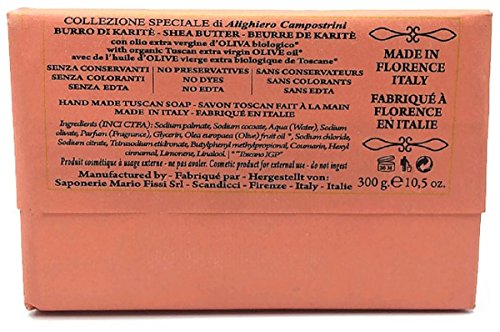 COLLEZIONE SPECIALE di Alighiero Campostrini
BURRO DI KARITÈ - SHEA BUTTER - BEURRE DE KARITÈ
con olio extra vergine d'OLIVA biologico*
with organic Tuscan extra virgin OLIVE oil*
avec de l'huile d'OLIVE vierge extra biologique de Toscane*
SENZA CONSERVANTI
SENZA COLORANTI
SENZA EDTA
NO PRESERVATIVES
NO DYES
NO EDTA
SANS CONSERVATEURS
SANS COLORANTS
SANS EDTA
HAND MADE TUSCAN SOAP - SAVON TOSCAN FAIT À LA MAIN
MADE IN ITALY - FABRIQUÉ EN ITALIE
Ingredients (INCI CTFA): Sodium palmate, Sodium cocoate, Aqua (Water), Sodium
olivate, Parfum (Fragrance), Glycerin, Olea europaea (Olive) fruit oil*, Sodium chloride,
Sodium citrate, Tetrasodium etidronate, Butylphenyl methylpropional, Coumarin, Hexyl
cinnamal, Limonene, Linalool | *"Toscano IGP"
Produit cosmétique à usage externe - ne pas avaler. Cosmetic product for external use - do not ingest
Manufactured by - Fabriqué par - Hergestellt von:
Saponerie Mario Fissi Srl - Scandicci - Firenze - Italy - Italie
MADE IN
FLORENCE
ITALY
FABRIQUÉ À
FLORENCE
EN ITALIE
300 g. e 10,5 oz.